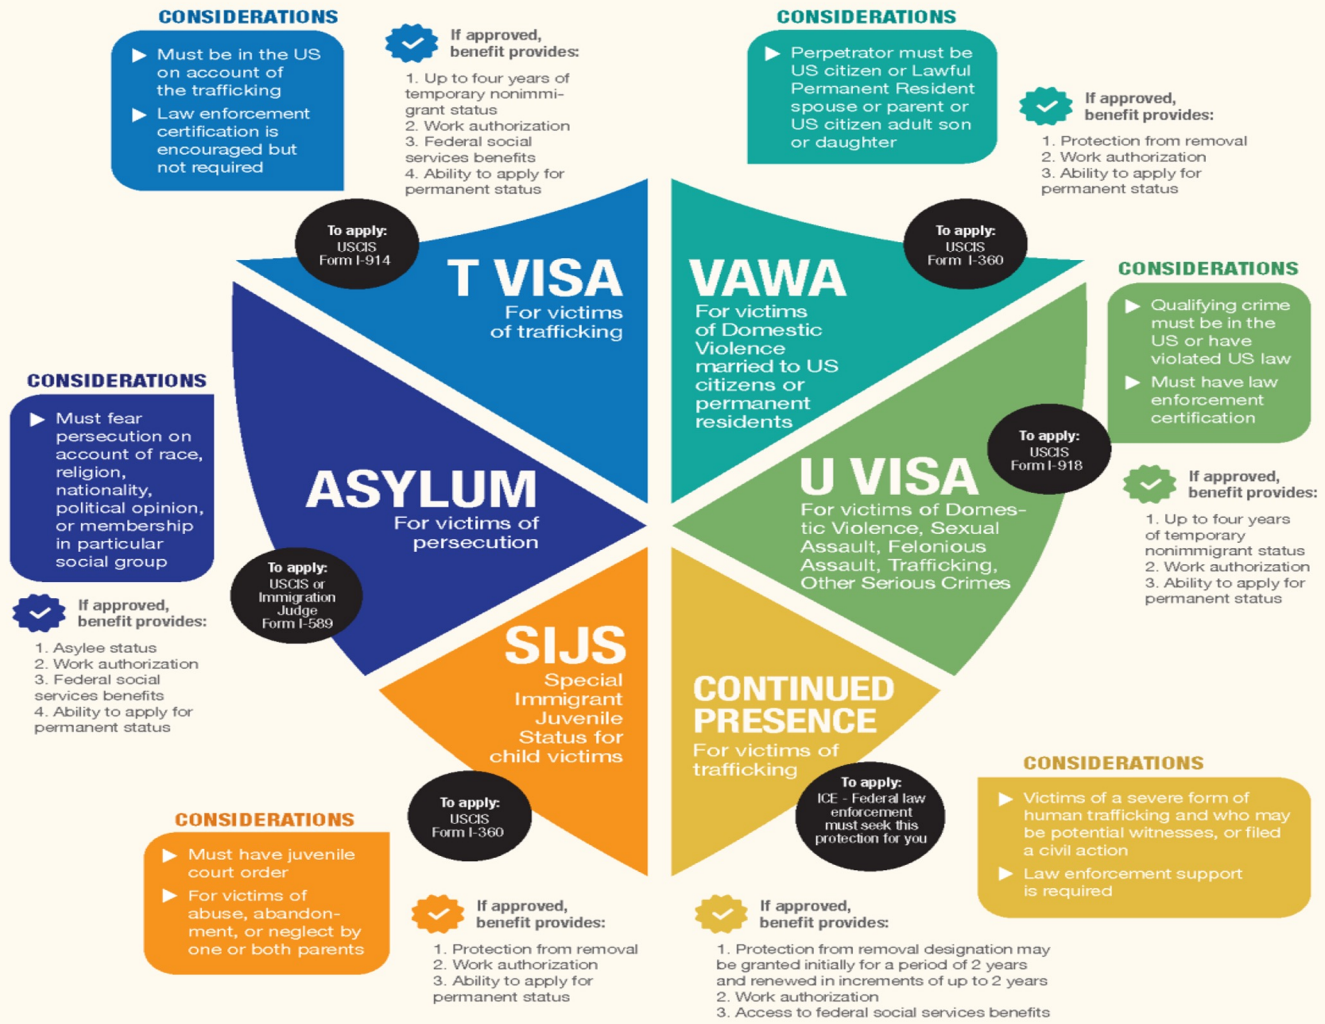 CONSIDERATIONS
▶ Must be in the US
on account of
the trafficking
▶ Law enforcement
certification is
encouraged but
not required
If approved,
benefit provides:
1. Up to four years of
temporary nonimmi-
grant status
2. Work authorization
3. Federal social
services benefits
4. Ability to apply for
permanent status
To apply:
USCIS
Form I-914
T VISA
For victims
of trafficking
CONSIDERATIONS
▶ Perpetrator must be
US citizen or Lawful
Permanent Resident
spouse or parent or
US citizen adult son
or daughter
If approved,
benefit provides:
1. Protection from removal
2. Work authorization
3. Ability to apply for
permanent status
To apply:
USCIS
Form I-360
VAWA
For victims
of Domestic
Violence
married to US
citizens or
permanent
residents
CONSIDERATIONS
▶ Qualifying crime
must be in the
US or have
violated US law
▶ Must have law
enforcement
certification
To apply:
USCIS
Form I-918
If approved,
benefit provides:
1. Up to four years
of temporary
nonimmigrant status
2. Work authorization
3. Ability to apply for
permanent status
U VISA
For victims of Domes-
tic Violence, Sexual
Assault, Felonious
Assault, Trafficking,
Other Serious Crimes
CONSIDERATIONS
▶ Must fear
persecution on
account of race,
religion,
nationality,
political opinion,
or membership
in particular
social group
ASYLUM
For victims of
persecution
To apply:
USCIS or
Immigration
Judge
Form I-589
If approved,
benefit provides:
1. Asylee status
2. Work authorization
3. Federal social
services benefits
4. Ability to apply for
permanent status
SIJS
Special
Immigrant
Juvenile
Status for
child victims
To apply:
USCIS
Form I-360
CONSIDERATIONS
▶ Must have juvenile
court order
▶ For victims of
abuse, abandon-
ment, or neglect by
one or both parents
If approved,
benefit provides:
1. Protection from removal
2. Work authorization
3. Ability to apply for
permanent status
CONTINUED
PRESENCE
For victims of
trafficking
To apply:
ICE - Federal law
enforcement
must seek this
protection for you
CONSIDERATIONS
▶ Victims of a severe form of
human trafficking and who may
be potential witnesses, or filed
a civil action
▶ Law enforcement support
is required
If approved,
benefit provides:
1. Protection from removal designation may
be granted initially for a period of 2 years
and renewed in increments of up to 2 years
2. Work authorization
3. Access to federal social services benefits